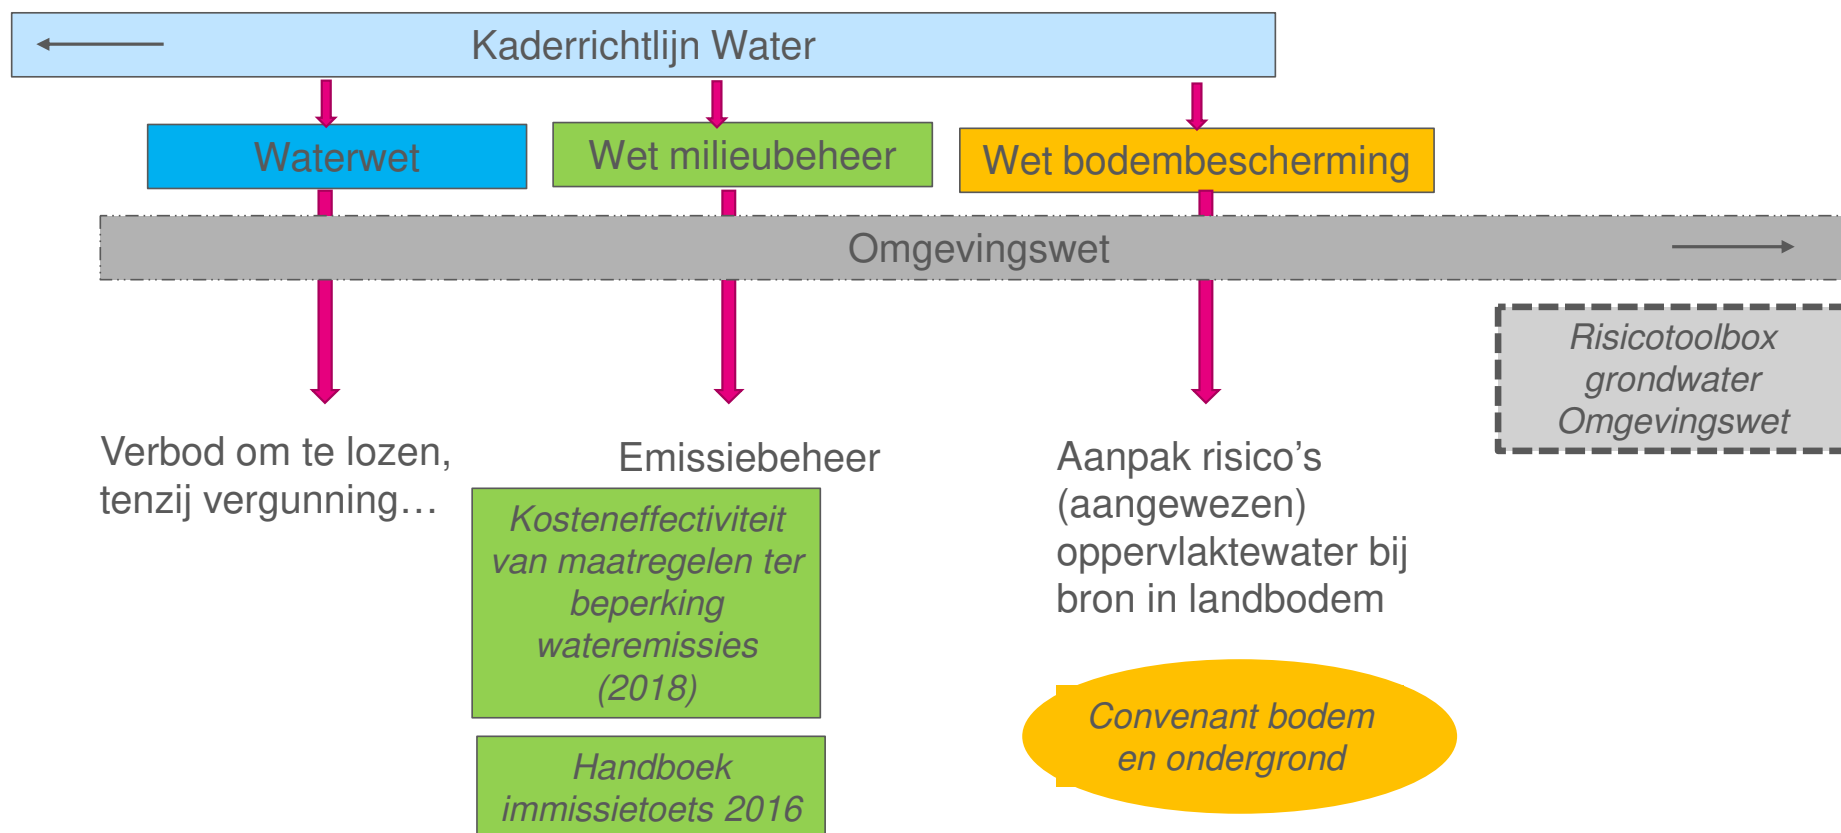 Kaderrichtlijn Water
Waterwet
Wet milieubeheer
Wet bodembescherming
Omgevingswet
Risicotoolbox
grondwater
Omgevingswet
Verbod om te lozen,
tenzij vergunning…
Emissiebeheer
Kosteneffectiviteit
van maatregelen ter
beperking
wateremissies
(2018)
Handboek
immissietoets 2016
Aanpak risico’s
(aangewezen)
oppervlaktewater bij
bron in landbodem
Convenant bodem
en ondergrond